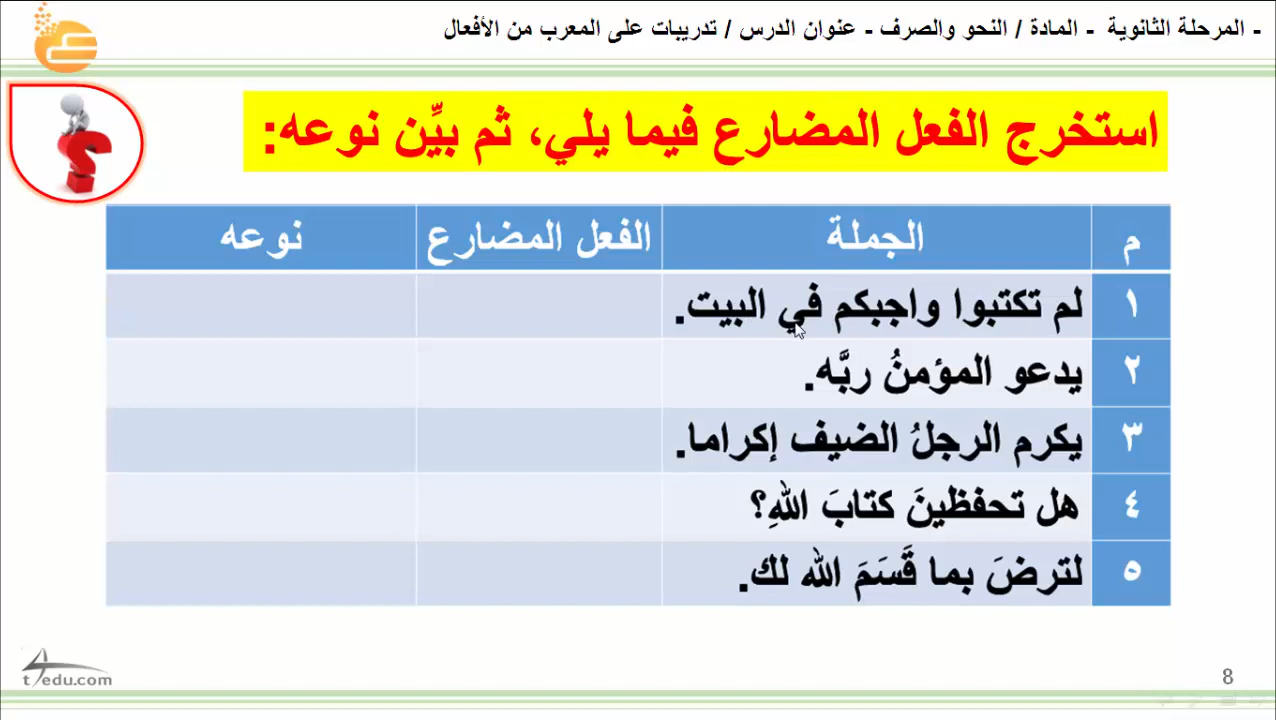 - المرحلة الثانوية - المادة / النحو والصرف - عنوان الدرس / تدريبات على المعرب من الأفعال
استخرج الفعل المضارع فيما يلي، ثم بيِّن نوعه:
م الجملة الفعل المضارع نوعه
١ لم تكتبوا واجبكم في البيت.
٢ يدعو المؤمنُ ربَّه.
٣ يكرم الرجلُ الضيف إكراما.
٤ هل تحفظينَ كتابَ اللهِ؟
٥ لترضَ بما قَسَمَ الله لك.
t4edu.com
8